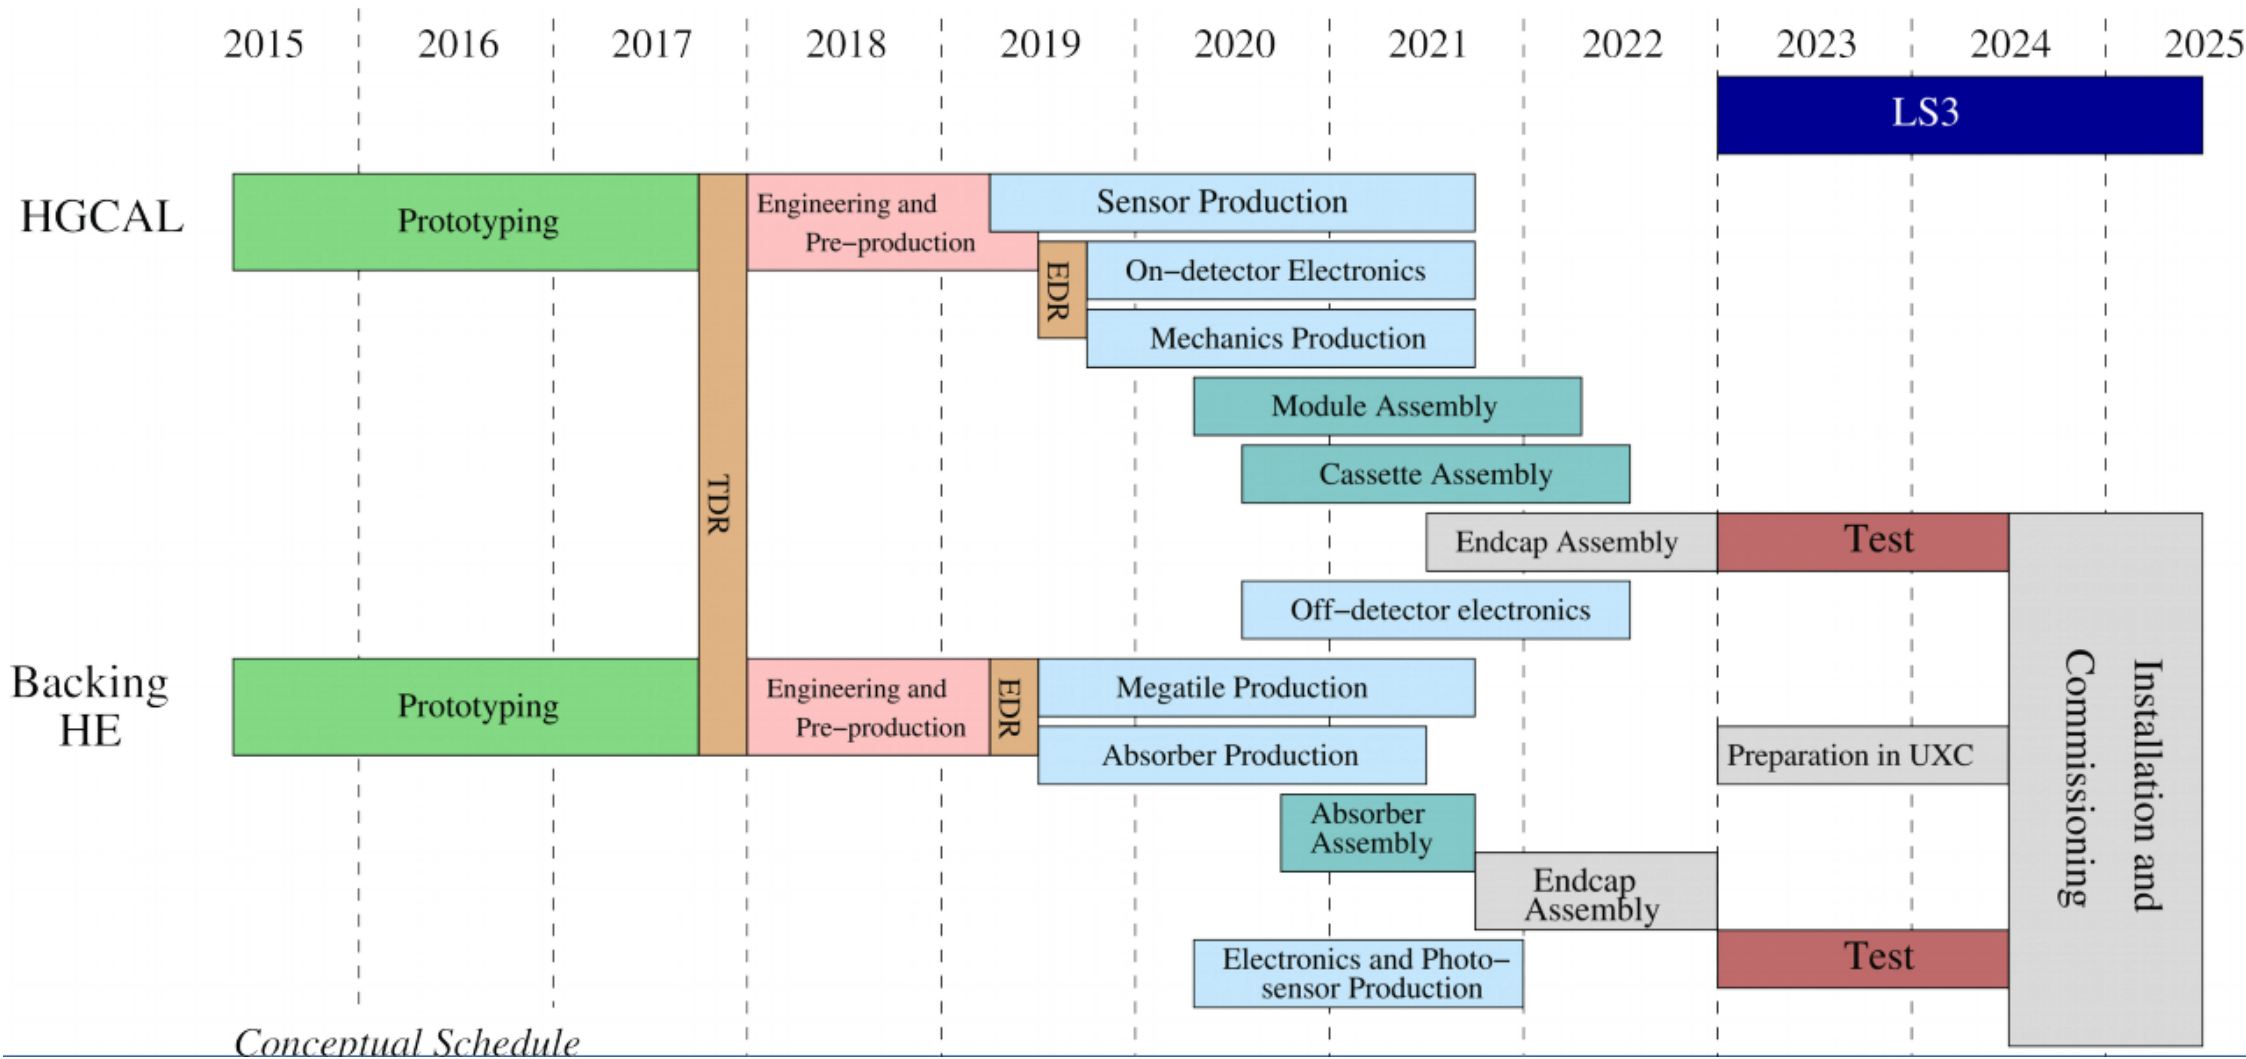 2015 2016 2017 2018 2019 2020 2021 2022 2023 2024 2025
LS3
HGCAL
Prototyping
TDR
Engineering and
Pre–production
Sensor Production
EDR
On–detector Electronics
Mechanics Production
Module Assembly
Cassette Assembly
Endcap Assembly
Test
Off–detector electronics
Backing
HE
Prototyping
Engineering and
Pre–production
EDR
Megatile Production
Absorber Production
Preparation in UXC
Installation and
Commissioning
Absorber
Assembly
Endcap
Assembly
Test
Electronics and Photo–
sensor Production
Conceptual Schedule